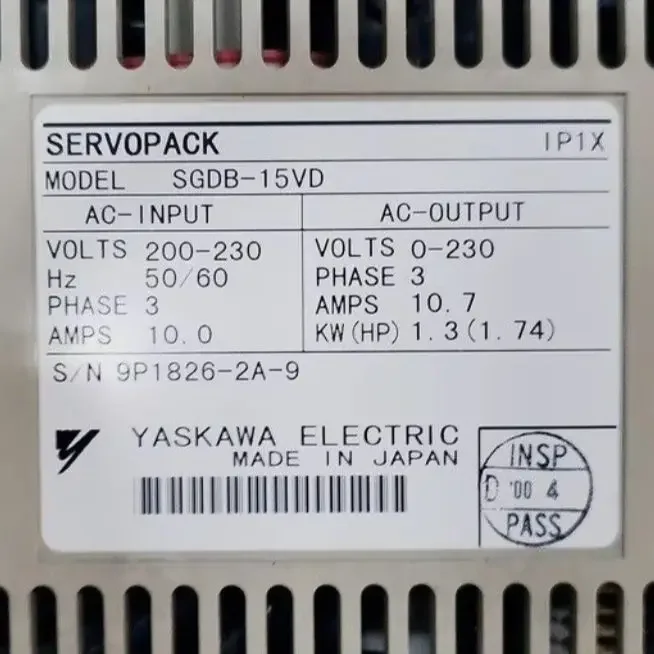 SERVOPACK IP1X
MODEL SGDB-15VD
AC-INPUT AC-OUTPUT
VOLTS 200-230 VOLTS 0-230
Hz 50/60 PHASE 3
PHASE 3 AMPS 10.7
AMPS 10.0 KW(HP) 1.3(1.74)
S/N 9P1826-2A-9
YASKAWA ELECTRIC
MADE IN JAPAN
INSP
D '00 4
PASS